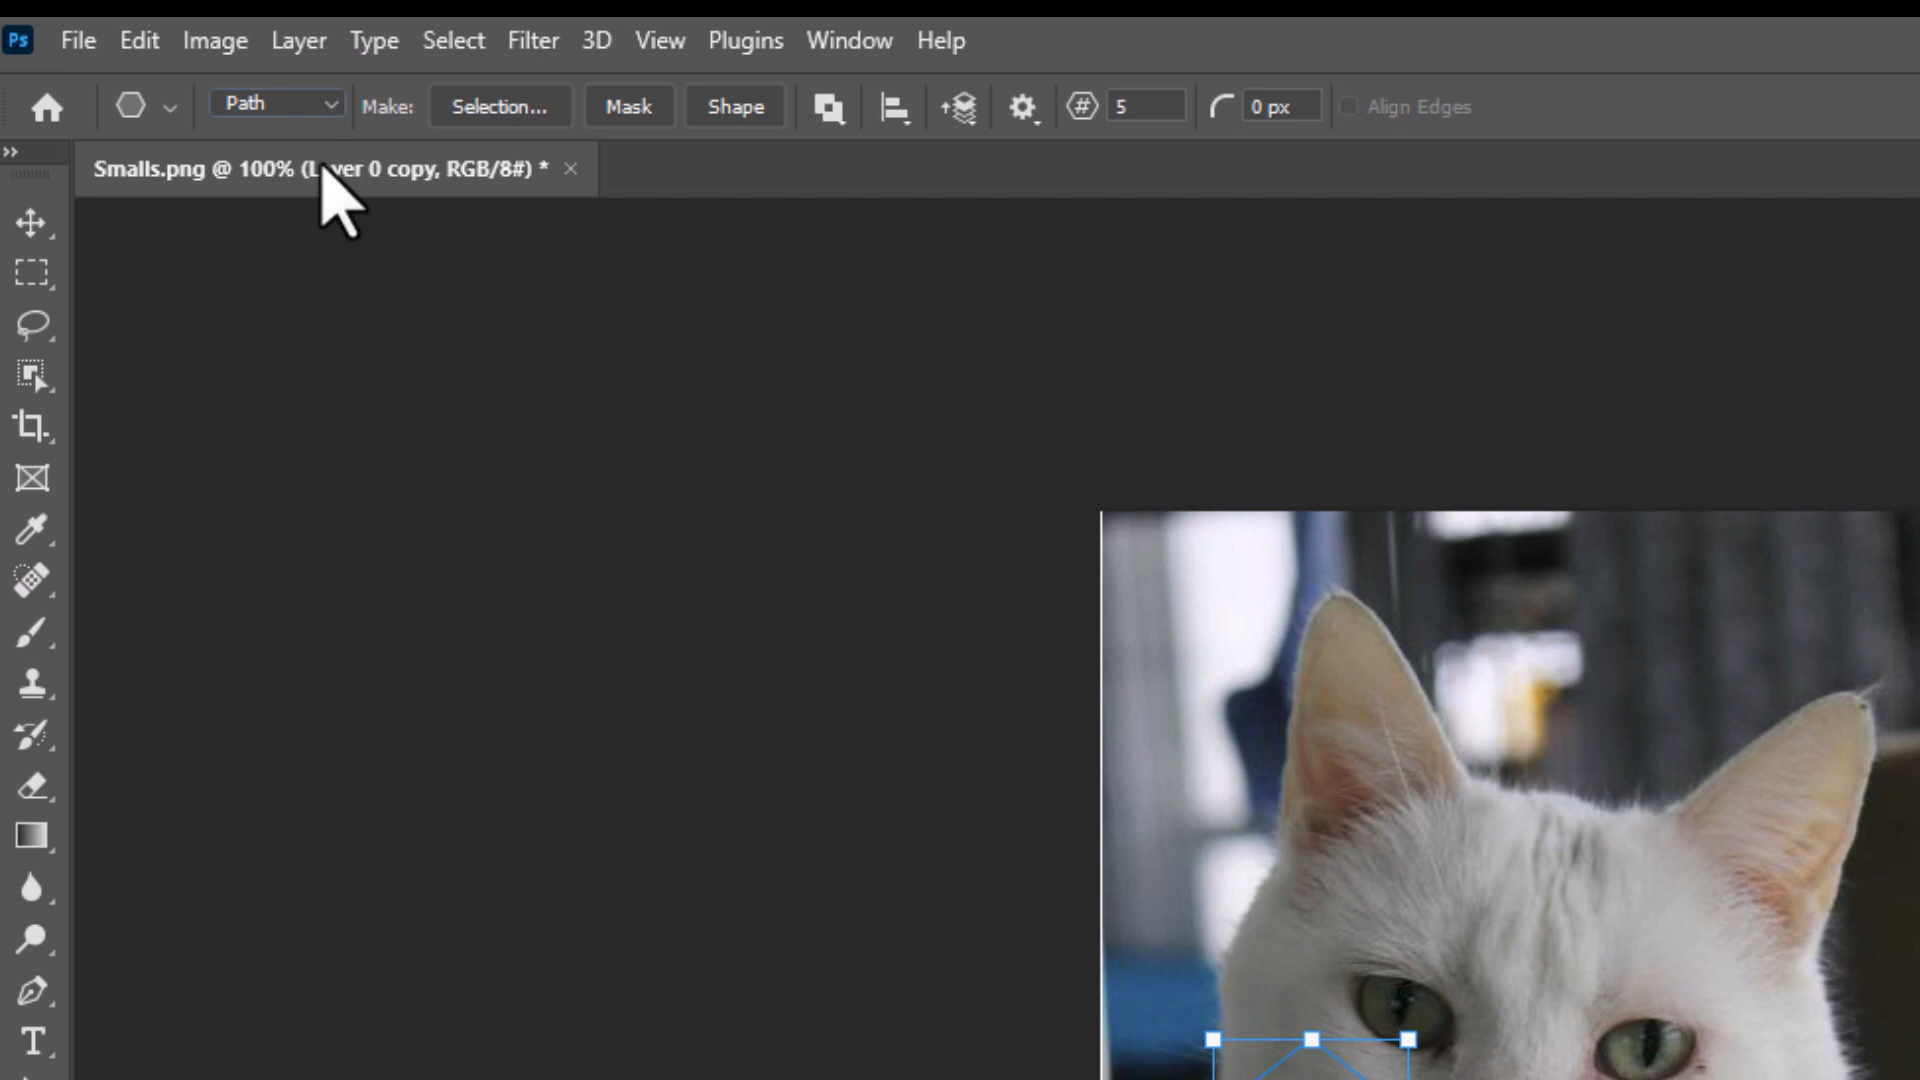 Ps File Edit Image Layer Type Select Filter 3D View Plugins Window Help
Path Make: Selection... Mask Shape # 5 0 px Align Edges
Smalls.png @ 100% (Layer 0 copy, RGB/8#) * ×
T